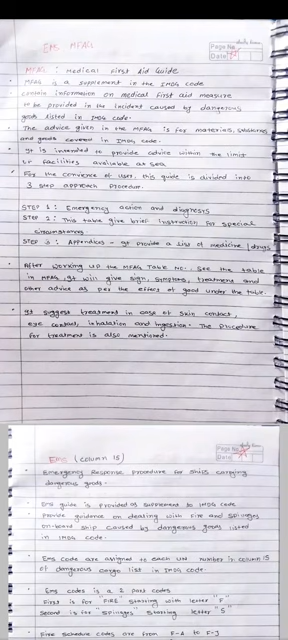 EMS MFAG
Page No.
Date
MFAG : Medical First Aid Guide
MFAG is a supplement in the IMDG code.
contain information on medical first aid measure
to be provided in the incident caused by dangerous
goods listed in IMDG code.
The advice given in the MFAG is for materials, substances
and goods covered in IMDG code.
It is intended to provide advice within the limits
of facilities available at sea
For the convence of user, this guide is divided into
3 step approach procedur.
STEP 1 : Emergency action and diagnosis
STEP 2 : This table give brief instruction for special
circumstances
STEP 3 : Appendices - It provide a list of medicine / drugs
After working up the MFAG Table no., see the table
in MFAG, it will give sign, symptoms, treatment and
other advice as per the effect of good under the table.
It suggest treatment in case of skin contact,
eye contact, inhalation and ingestion. The procedure
for treatment is also mentioned.
Page No.
Date
EMS (column 15)
Emergency Response procedure for ships carrying
dangerous goods.
EMS guide is provided as supplement to IMDG code
provide guidance on dealing with fire and spillages
on-board ship caused by dangerous goods listed
in IMDG code.
EMS code are assigned to each UN number in column 15
of dangerous cargo list in IMDG code.
Ems codes is a 2 part codes
First is for "FIRE" starting with letter "F"
Second is for "spillages" starting letter "S"
Fire schedule codes are from F-A to F-J